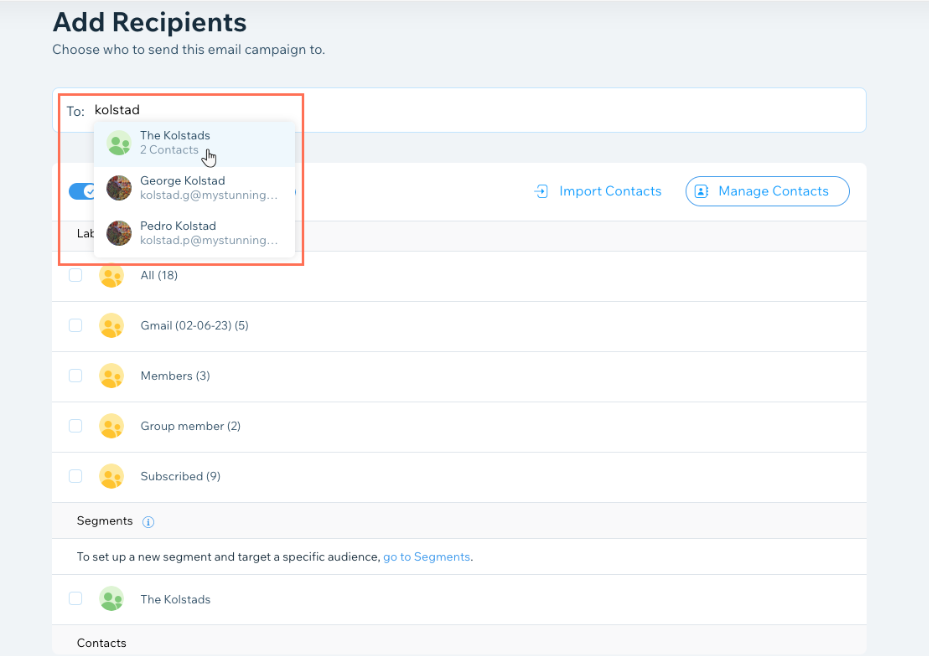 Add Recipients
Choose who to send this email campaign to.
To: kolstad
The Kolstads
2 Contacts
George Kolstad
kolstad.g@mystunning...
Import Contacts
Manage Contacts
Pedro Kolstad
kolstad.p@mystunning...
All (18)
Gmail (02-06-23) (5)
Members (3)
Group member (2)
Subscribed (9)
Segments
To set up a new segment and target a specific audience, go to Segments.
The Kolstads
Contacts